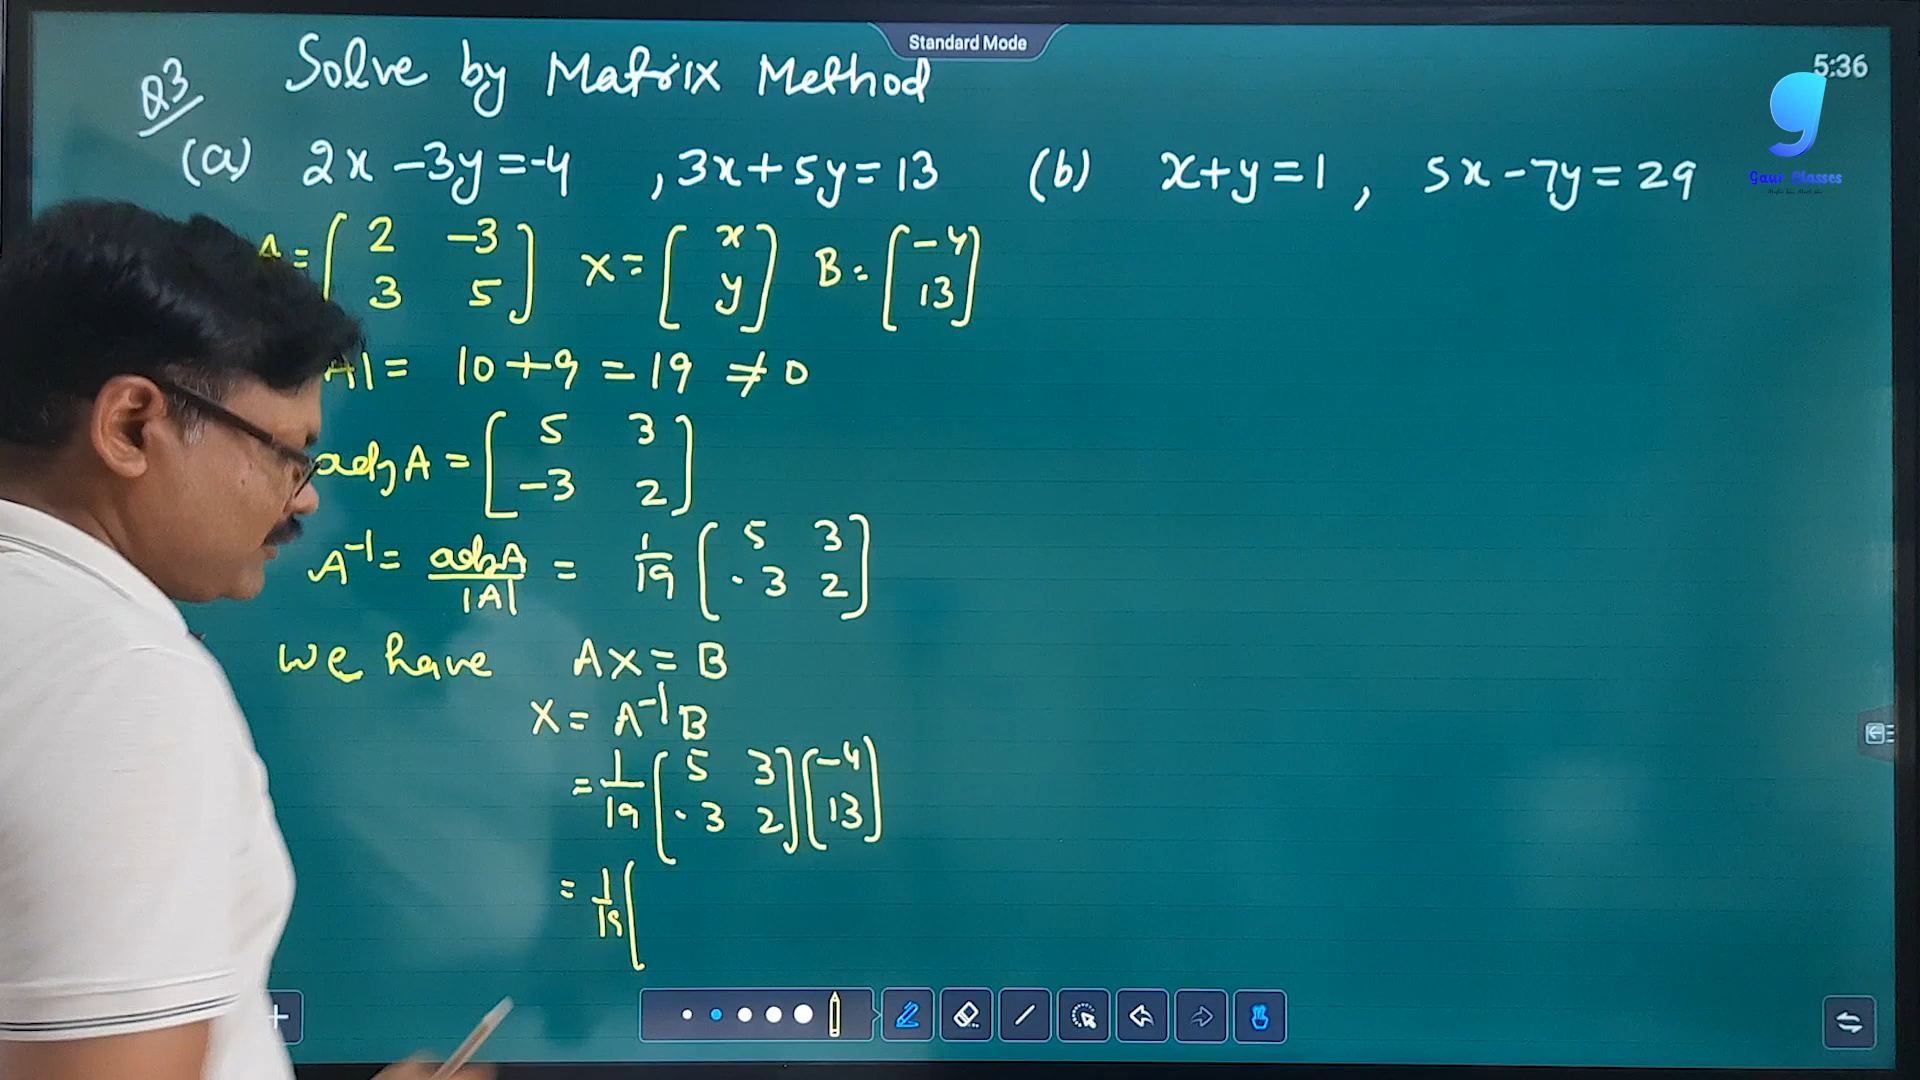 Standard Mode
5:36
Q3 Solve by Matrix Method
(a) 2x -3y =-4 , 3x+5y=13 (b) x+y=1 , 5x-7y=29
Gaur Classes
A = [2 -3
3 5] X = [x
y] B = [-4
13]
A| = 10+9 = 19 ≠ 0
adjA = [5 3
-3 2]
A⁻¹ = adjA / |A| = 1/19 [5 3
-3 2]
we have AX = B
X = A⁻¹B
= 1/19 [5 3
-3 2] [-4
13]
= 1/19 [